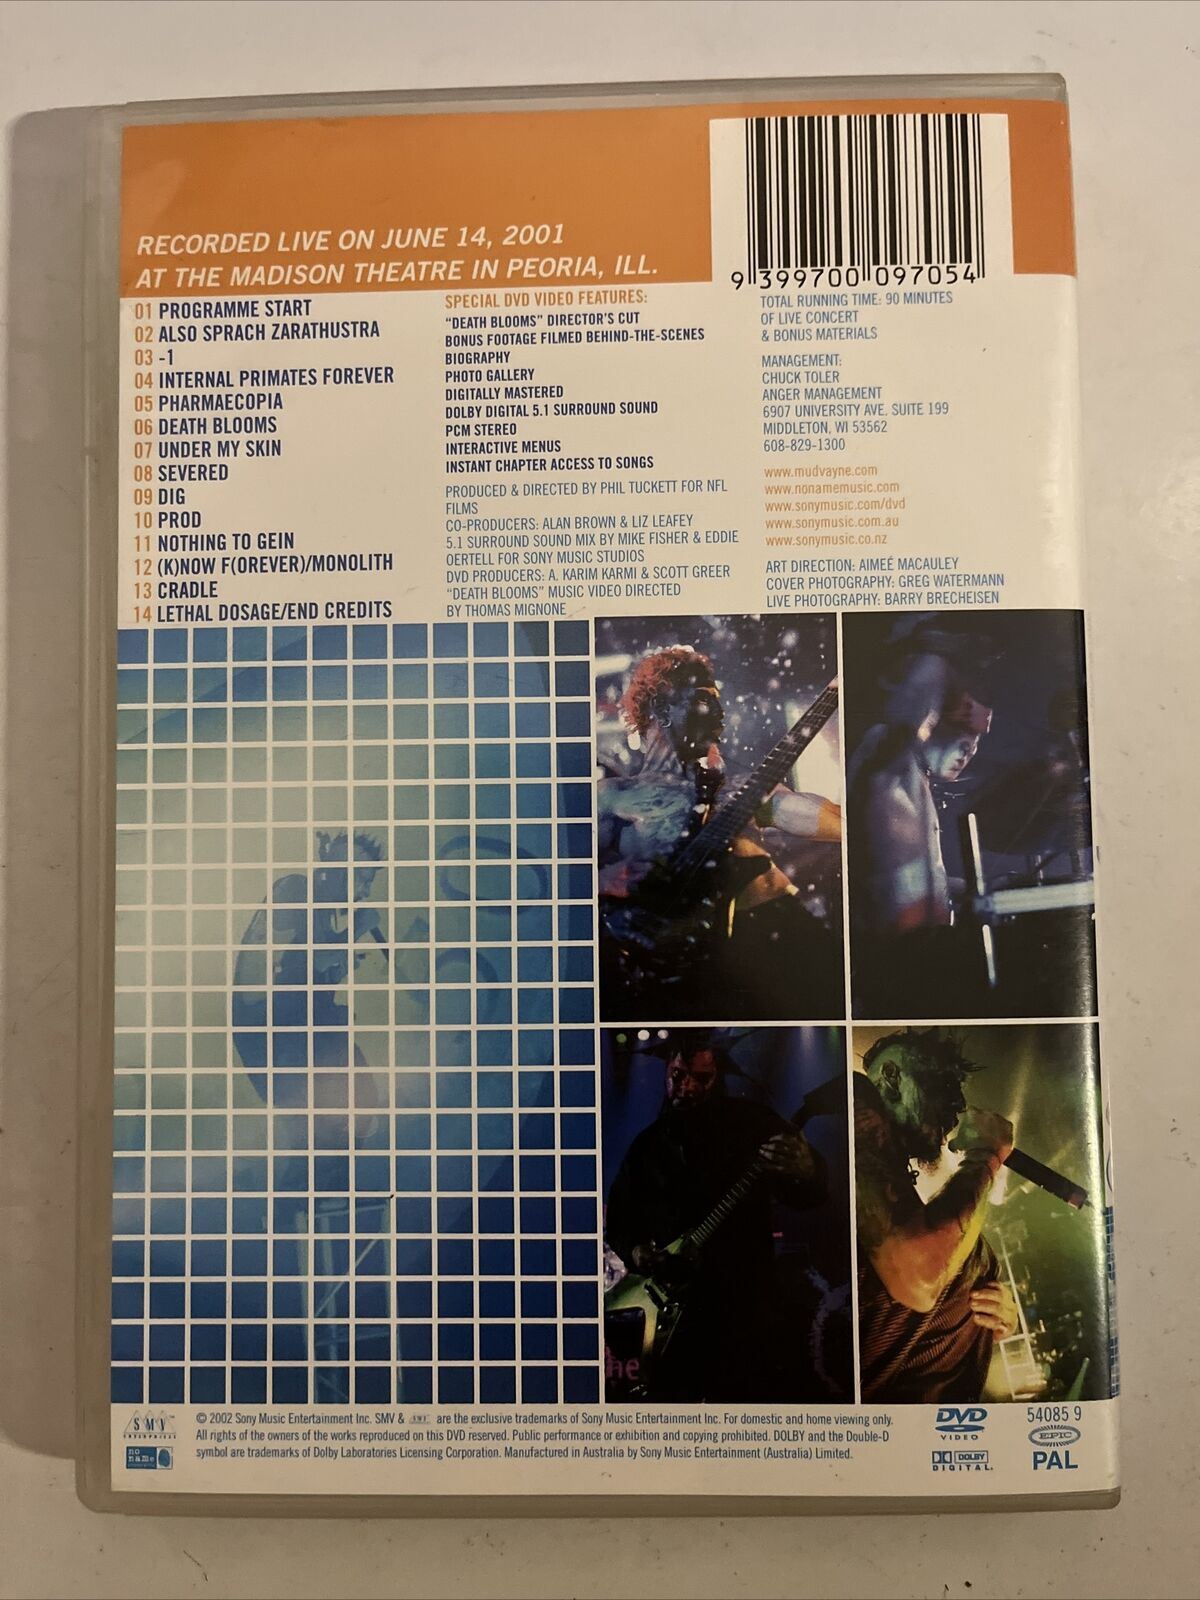 RECORDED LIVE ON JUNE 14, 2001
AT THE MADISON THEATRE IN PEORIA, ILL.
9 399700 097054
01 PROGRAMME START
02 ALSO SPRACH ZARATHUSTRA
03 -1
04 INTERNAL PRIMATES FOREVER
05 PHARMAECOPIA
06 DEATH BLOOMS
07 UNDER MY SKIN
08 SEVERED
09 DIG
10 PROD
11 NOTHING TO GEIN
12 (K)NOW F(OREVER)/MONOLITH
13 CRADLE
14 LETHAL DOSAGE/END CREDITS
SPECIAL DVD VIDEO FEATURES:
“DEATH BLOOMS” DIRECTOR’S CUT
BONUS FOOTAGE FILMED BEHIND-THE-SCENES
BIOGRAPHY
PHOTO GALLERY
DIGITALLY MASTERED
DOLBY DIGITAL 5.1 SURROUND SOUND
PCM STEREO
INTERACTIVE MENUS
INSTANT CHAPTER ACCESS TO SONGS
PRODUCED & DIRECTED BY PHIL TUCKETT FOR NFL
FILMS
CO-PRODUCERS: ALAN BROWN & LIZ LEAFEY
5.1 SURROUND SOUND MIX BY MIKE FISHER & EDDIE
OERTELL FOR SONY MUSIC STUDIOS
DVD PRODUCERS: A. KARIM KARMI & SCOTT GREER
“DEATH BLOOMS” MUSIC VIDEO DIRECTED
BY THOMAS MIGNONE
TOTAL RUNNING TIME: 90 MINUTES
OF LIVE CONCERT
& BONUS MATERIALS
MANAGEMENT:
CHUCK TOLER
ANGER MANAGEMENT
6907 UNIVERSITY AVE. SUITE 199
MIDDLETON, WI 53562
608-829-1300
www.mudvayne.com
www.nonamemusic.com
www.sonymusic.com/dvd
www.sonymusic.com.au
www.sonymusic.co.nz
ART DIRECTION: AIMEÉ MACAULEY
COVER PHOTOGRAPHY: GREG WATERMANN
LIVE PHOTOGRAPHY: BARRY BRECHEISEN
he
SMV
ENTERPRISES
no
name
© 2002 Sony Music Entertainment Inc. SMV & SMV are the exclusive trademarks of Sony Music Entertainment Inc. For domestic and home viewing only.
All rights of the owners of the works reproduced on this DVD reserved. Public performance or exhibition and copying prohibited. DOLBY and the Double-D
symbol are trademarks of Dolby Laboratories Licensing Corporation. Manufactured in Australia by Sony Music Entertainment (Australia) Limited.
DVD
VIDEO
DOLBY
DIGITAL
54085 9
EPIC
PAL